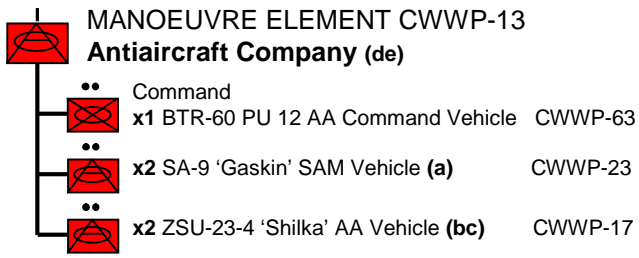 MANOEUVRE ELEMENT CWWP-13
Antiaircraft Company (de)
Command
x1 BTR-60 PU 12 AA Command Vehicle CWWP-63
x2 SA-9 ‘Gaskin’ SAM Vehicle (a) CWWP-23
x2 ZSU-23-4 ‘Shilka’ AA Vehicle (bc) CWWP-17